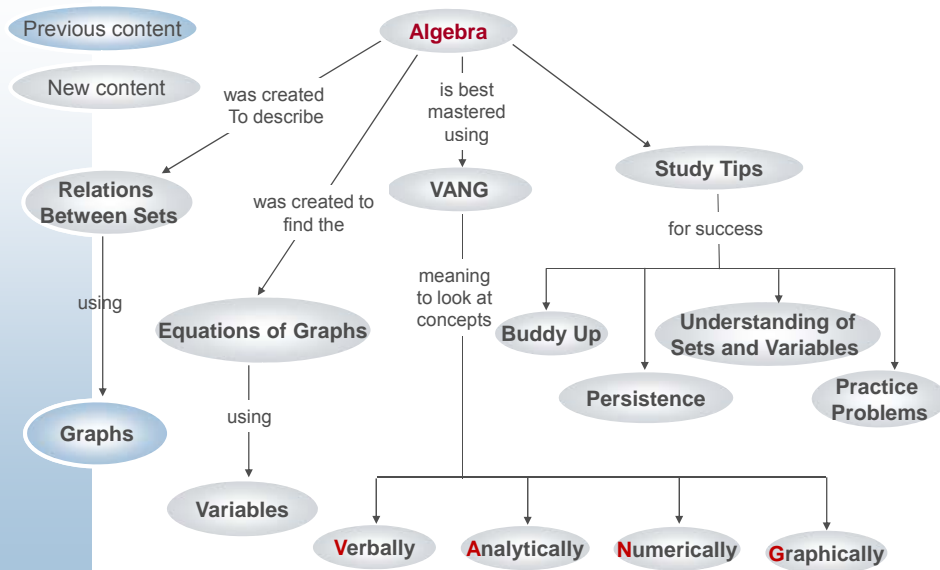 Previous content
New content
Algebra
was created
To describe
is best
mastered
using
Study Tips
Relations
Between Sets
was created to
find the
VANG
for success
using
meaning
to look at
concepts
Equations of Graphs
Buddy Up
Understanding of
Sets and Variables
Persistence
Practice
Problems
Graphs
using
Variables
Verbally
Analytically
Numerically
Graphically